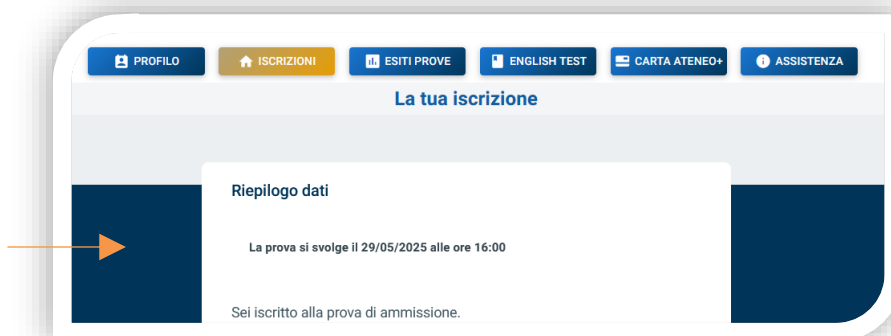 PROFILO ISCRIZIONI ESITI PROVE ENGLISH TEST CARTA ATENEO+ ASSISTENZA
La tua iscrizione
Riepilogo dati
La prova si svolge il 29/05/2025 alle ore 16:00
Sei iscritto alla prova di ammissione.